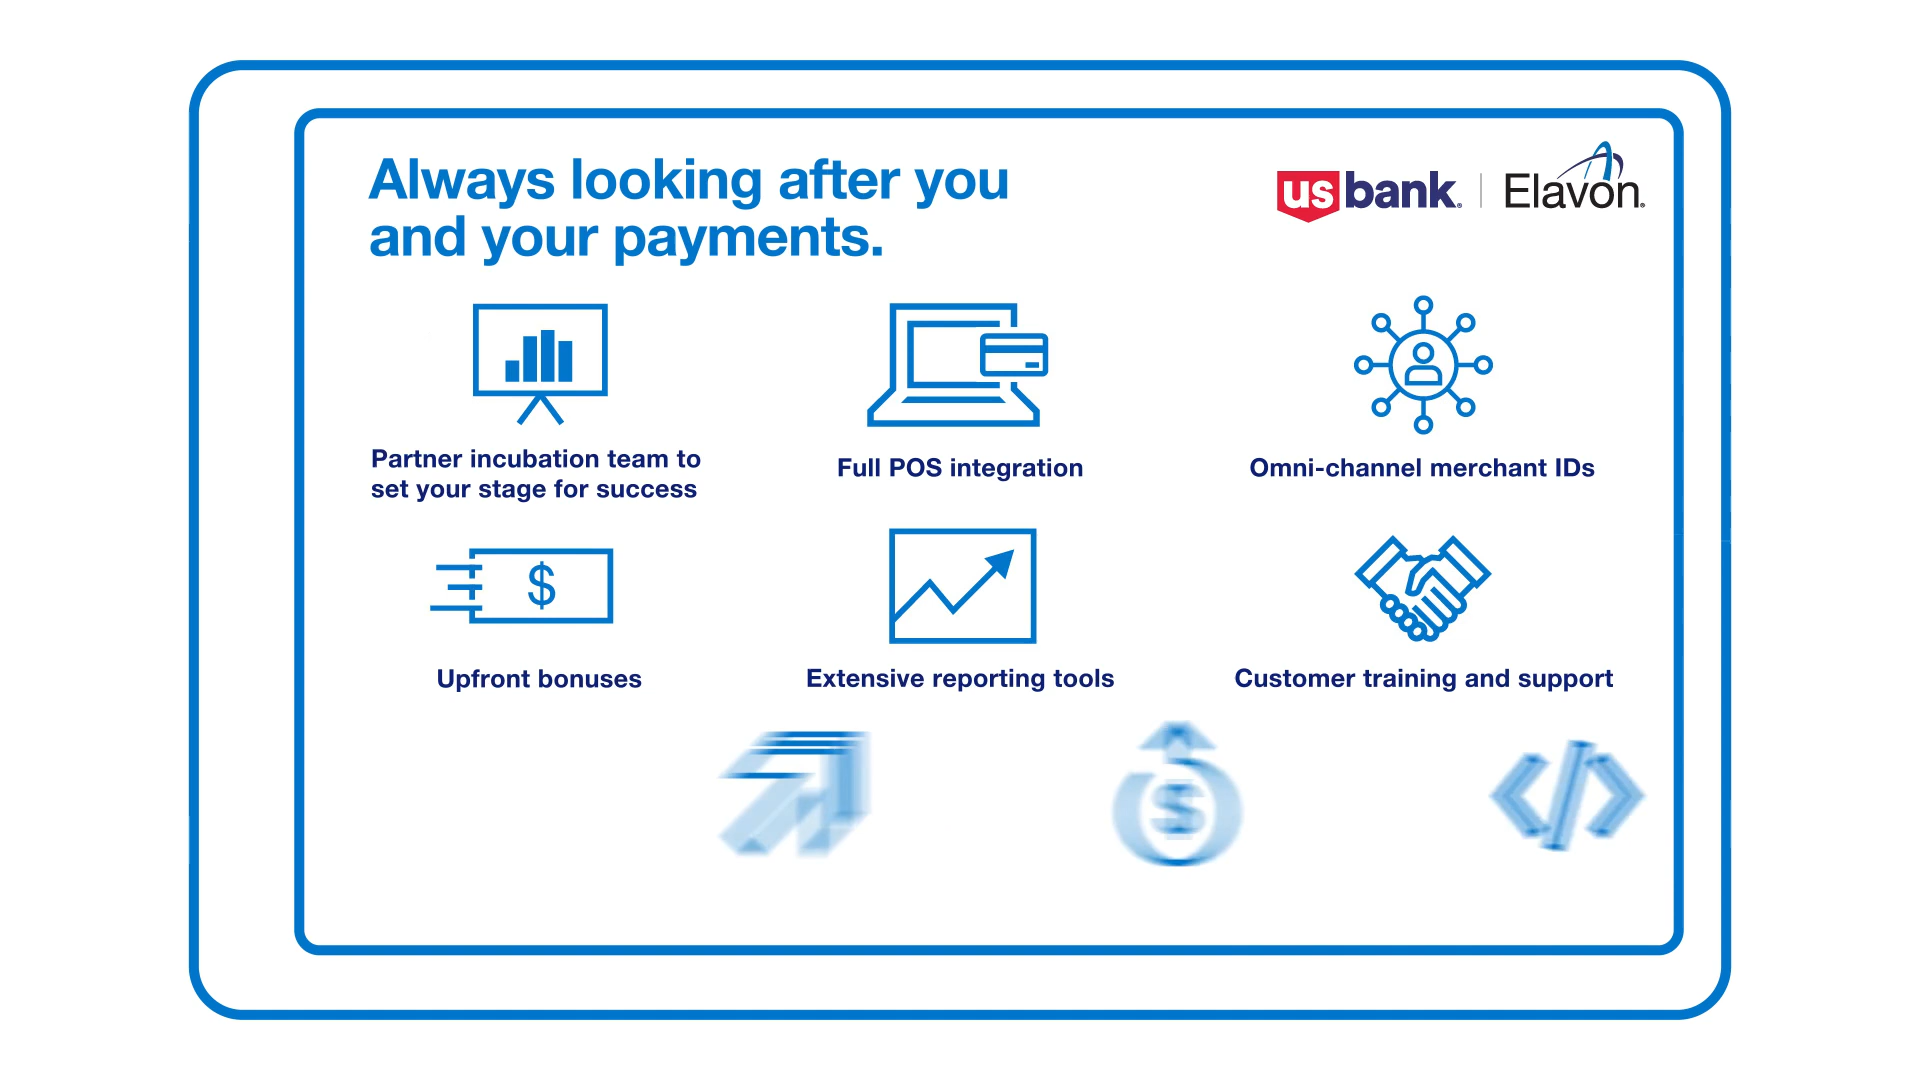 Always looking after you
and your payments.
usbank® | Elavon®
Partner incubation team to
set your stage for success
Full POS integration
Omni-channel merchant IDs
$
Upfront bonuses
Extensive reporting tools
Customer training and support
$
</>